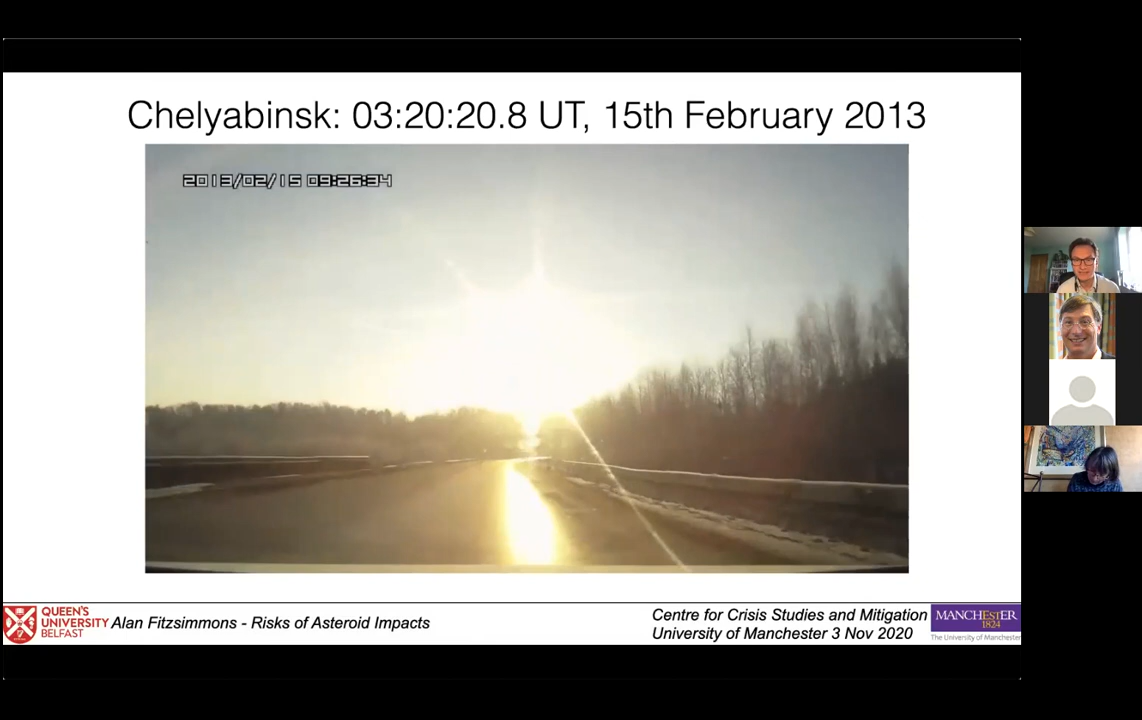 Chelyabinsk: 03:20:20.8 UT, 15th February 2013
2013/02/15 09:26:34
QUEEN'S
UNIVERSITY
BELFAST
Alan Fitzsimmons - Risks of Asteroid Impacts
Centre for Crisis Studies and Mitigation
University of Manchester 3 Nov 2020
MANCHESTER
1824
The University of Manchester